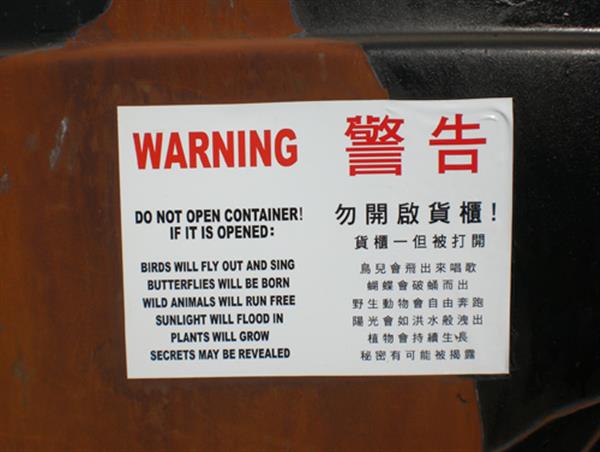 WARNING
DO NOT OPEN CONTAINER!
IF IT IS OPENED:
BIRDS WILL FLY OUT AND SING
BUTTERFLIES WILL BE BORN
WILD ANIMALS WILL RUN FREE
SUNLIGHT WILL FLOOD IN
PLANTS WILL GROW
SECRETS MAY BE REVEALED
警告
勿開啟貨櫃!
貨櫃一但被打開
鳥兒會飛出來唱歌
蝴蝶會破蛹而出
野生動物會自由奔跑
陽光會如洪水般洩出
植物會持續生長
秘密有可能被揭露